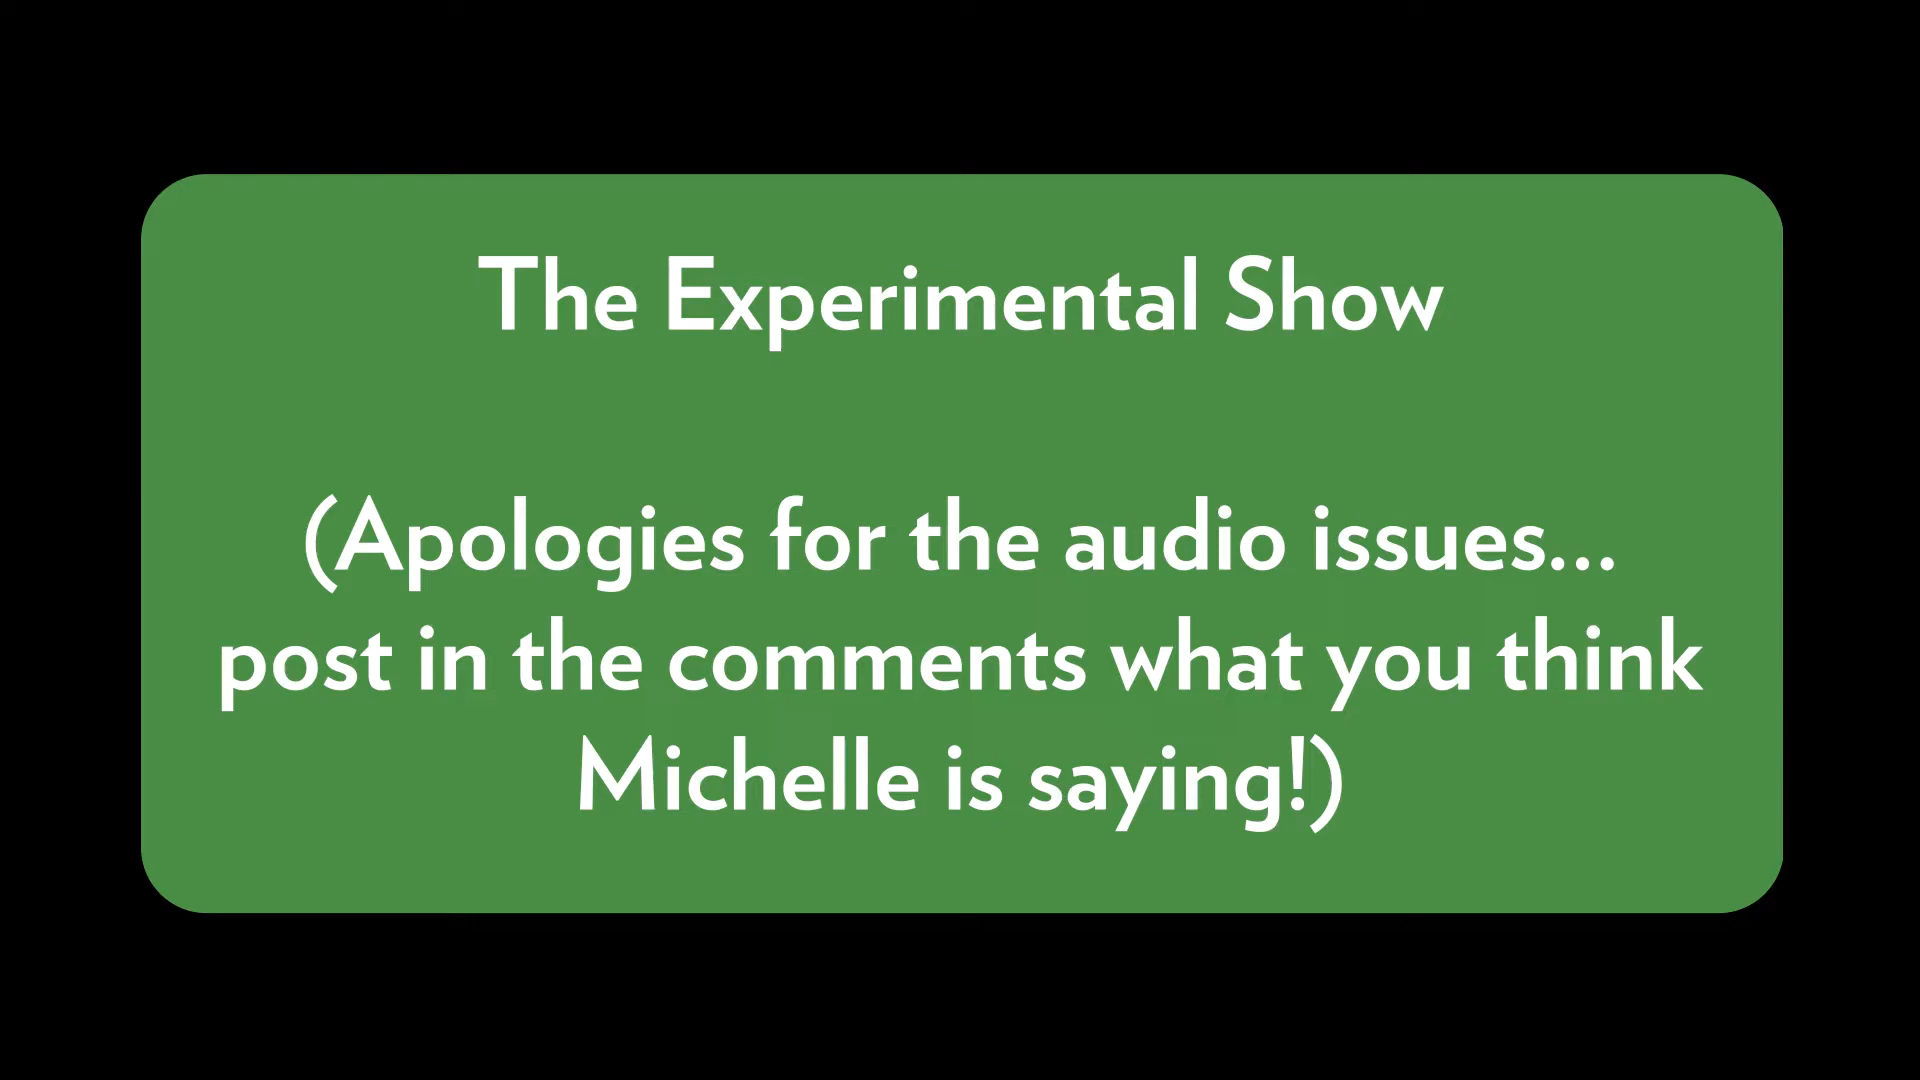 The Experimental Show
(Apologies for the audio issues...
post in the comments what you think
Michelle is saying!)